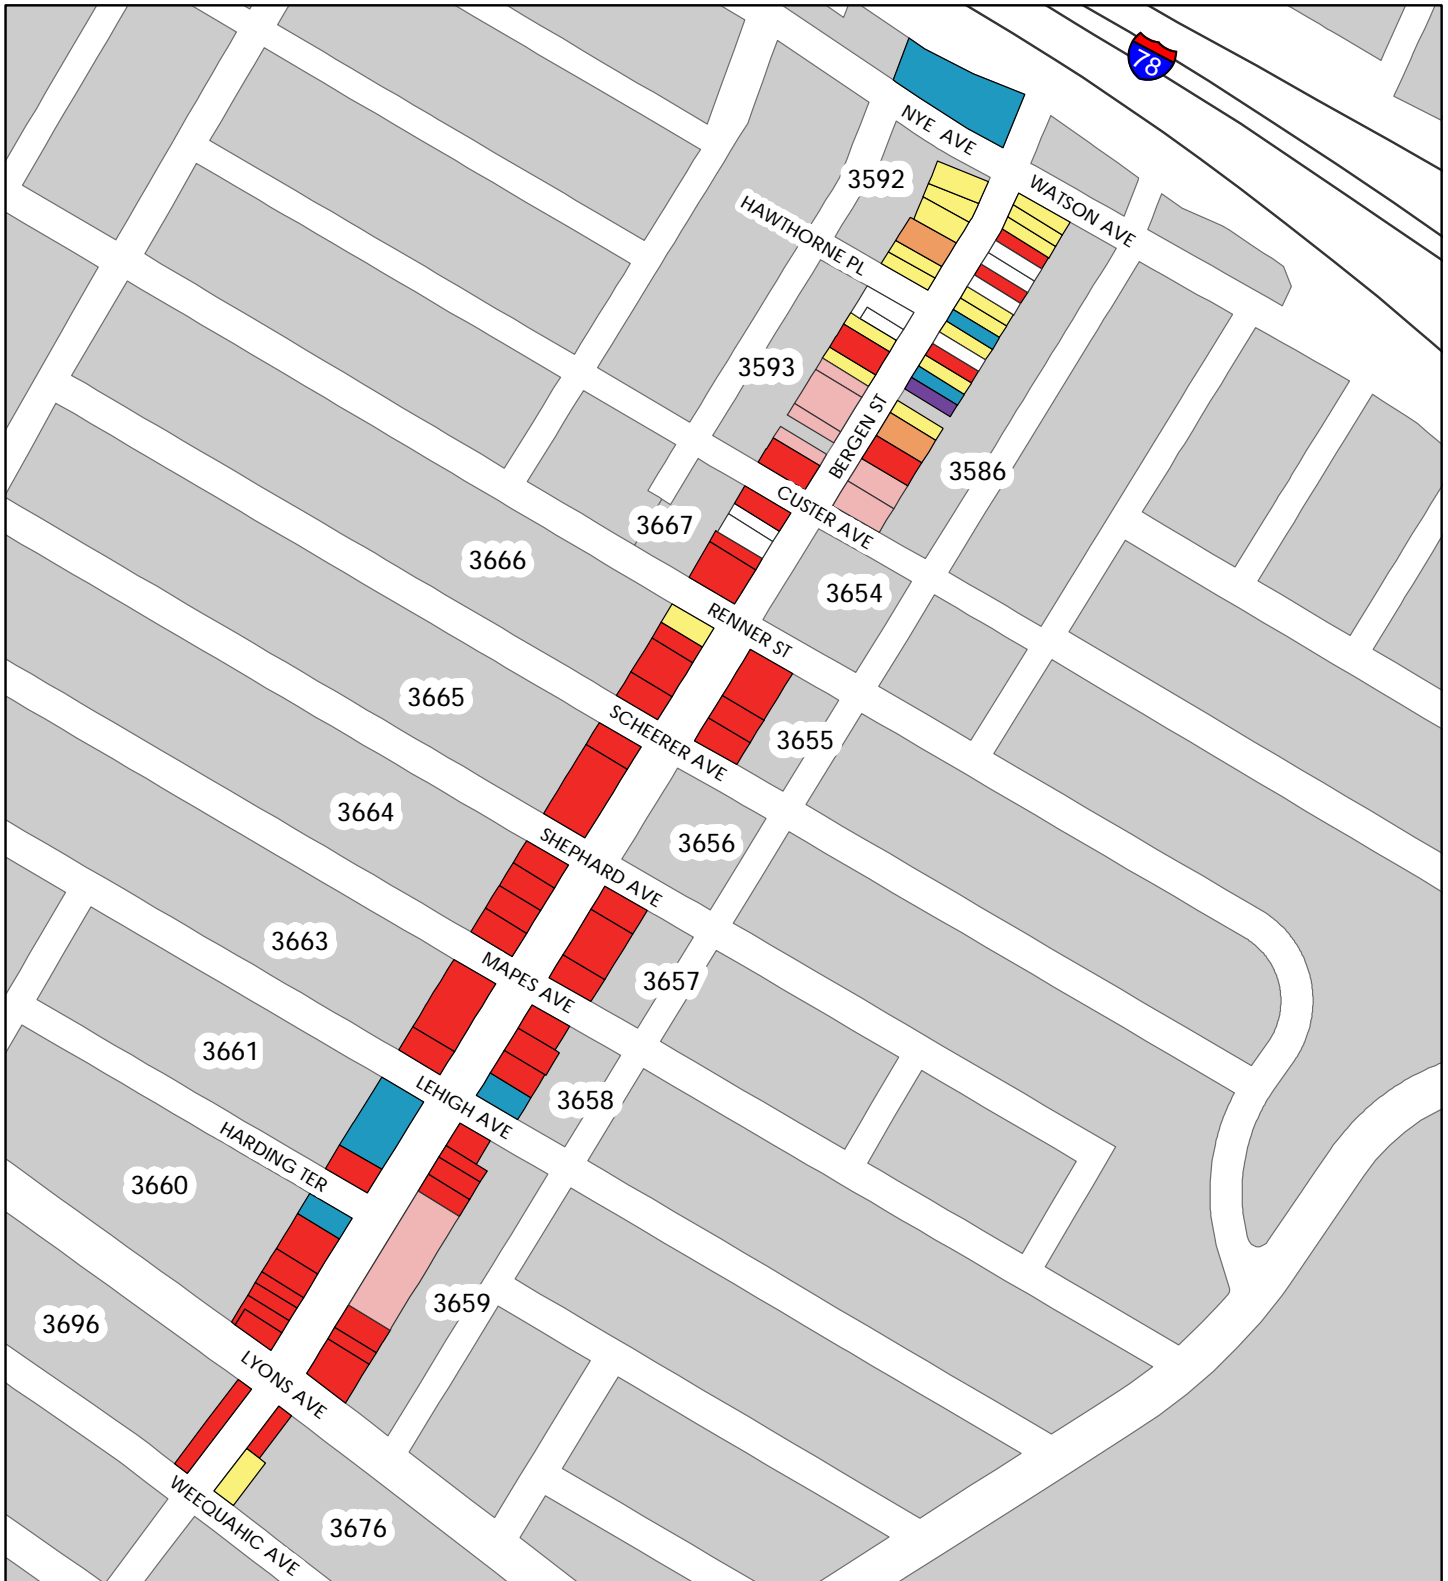 78
NYE AVE
3592
WATSON AVE
HAWTHORNE PL
3593
BERGEN ST
3586
CUSTER AVE
3667
3666
3654
RENNER ST
3665
SCHEERER AVE
3655
3664
SHEPHARD AVE
3656
3663
MAPES AVE
3657
3661
LEHIGH AVE
3658
HARDING TER
3660
3659
3696
LYONS AVE
WEEQUAHIC AVE
3676